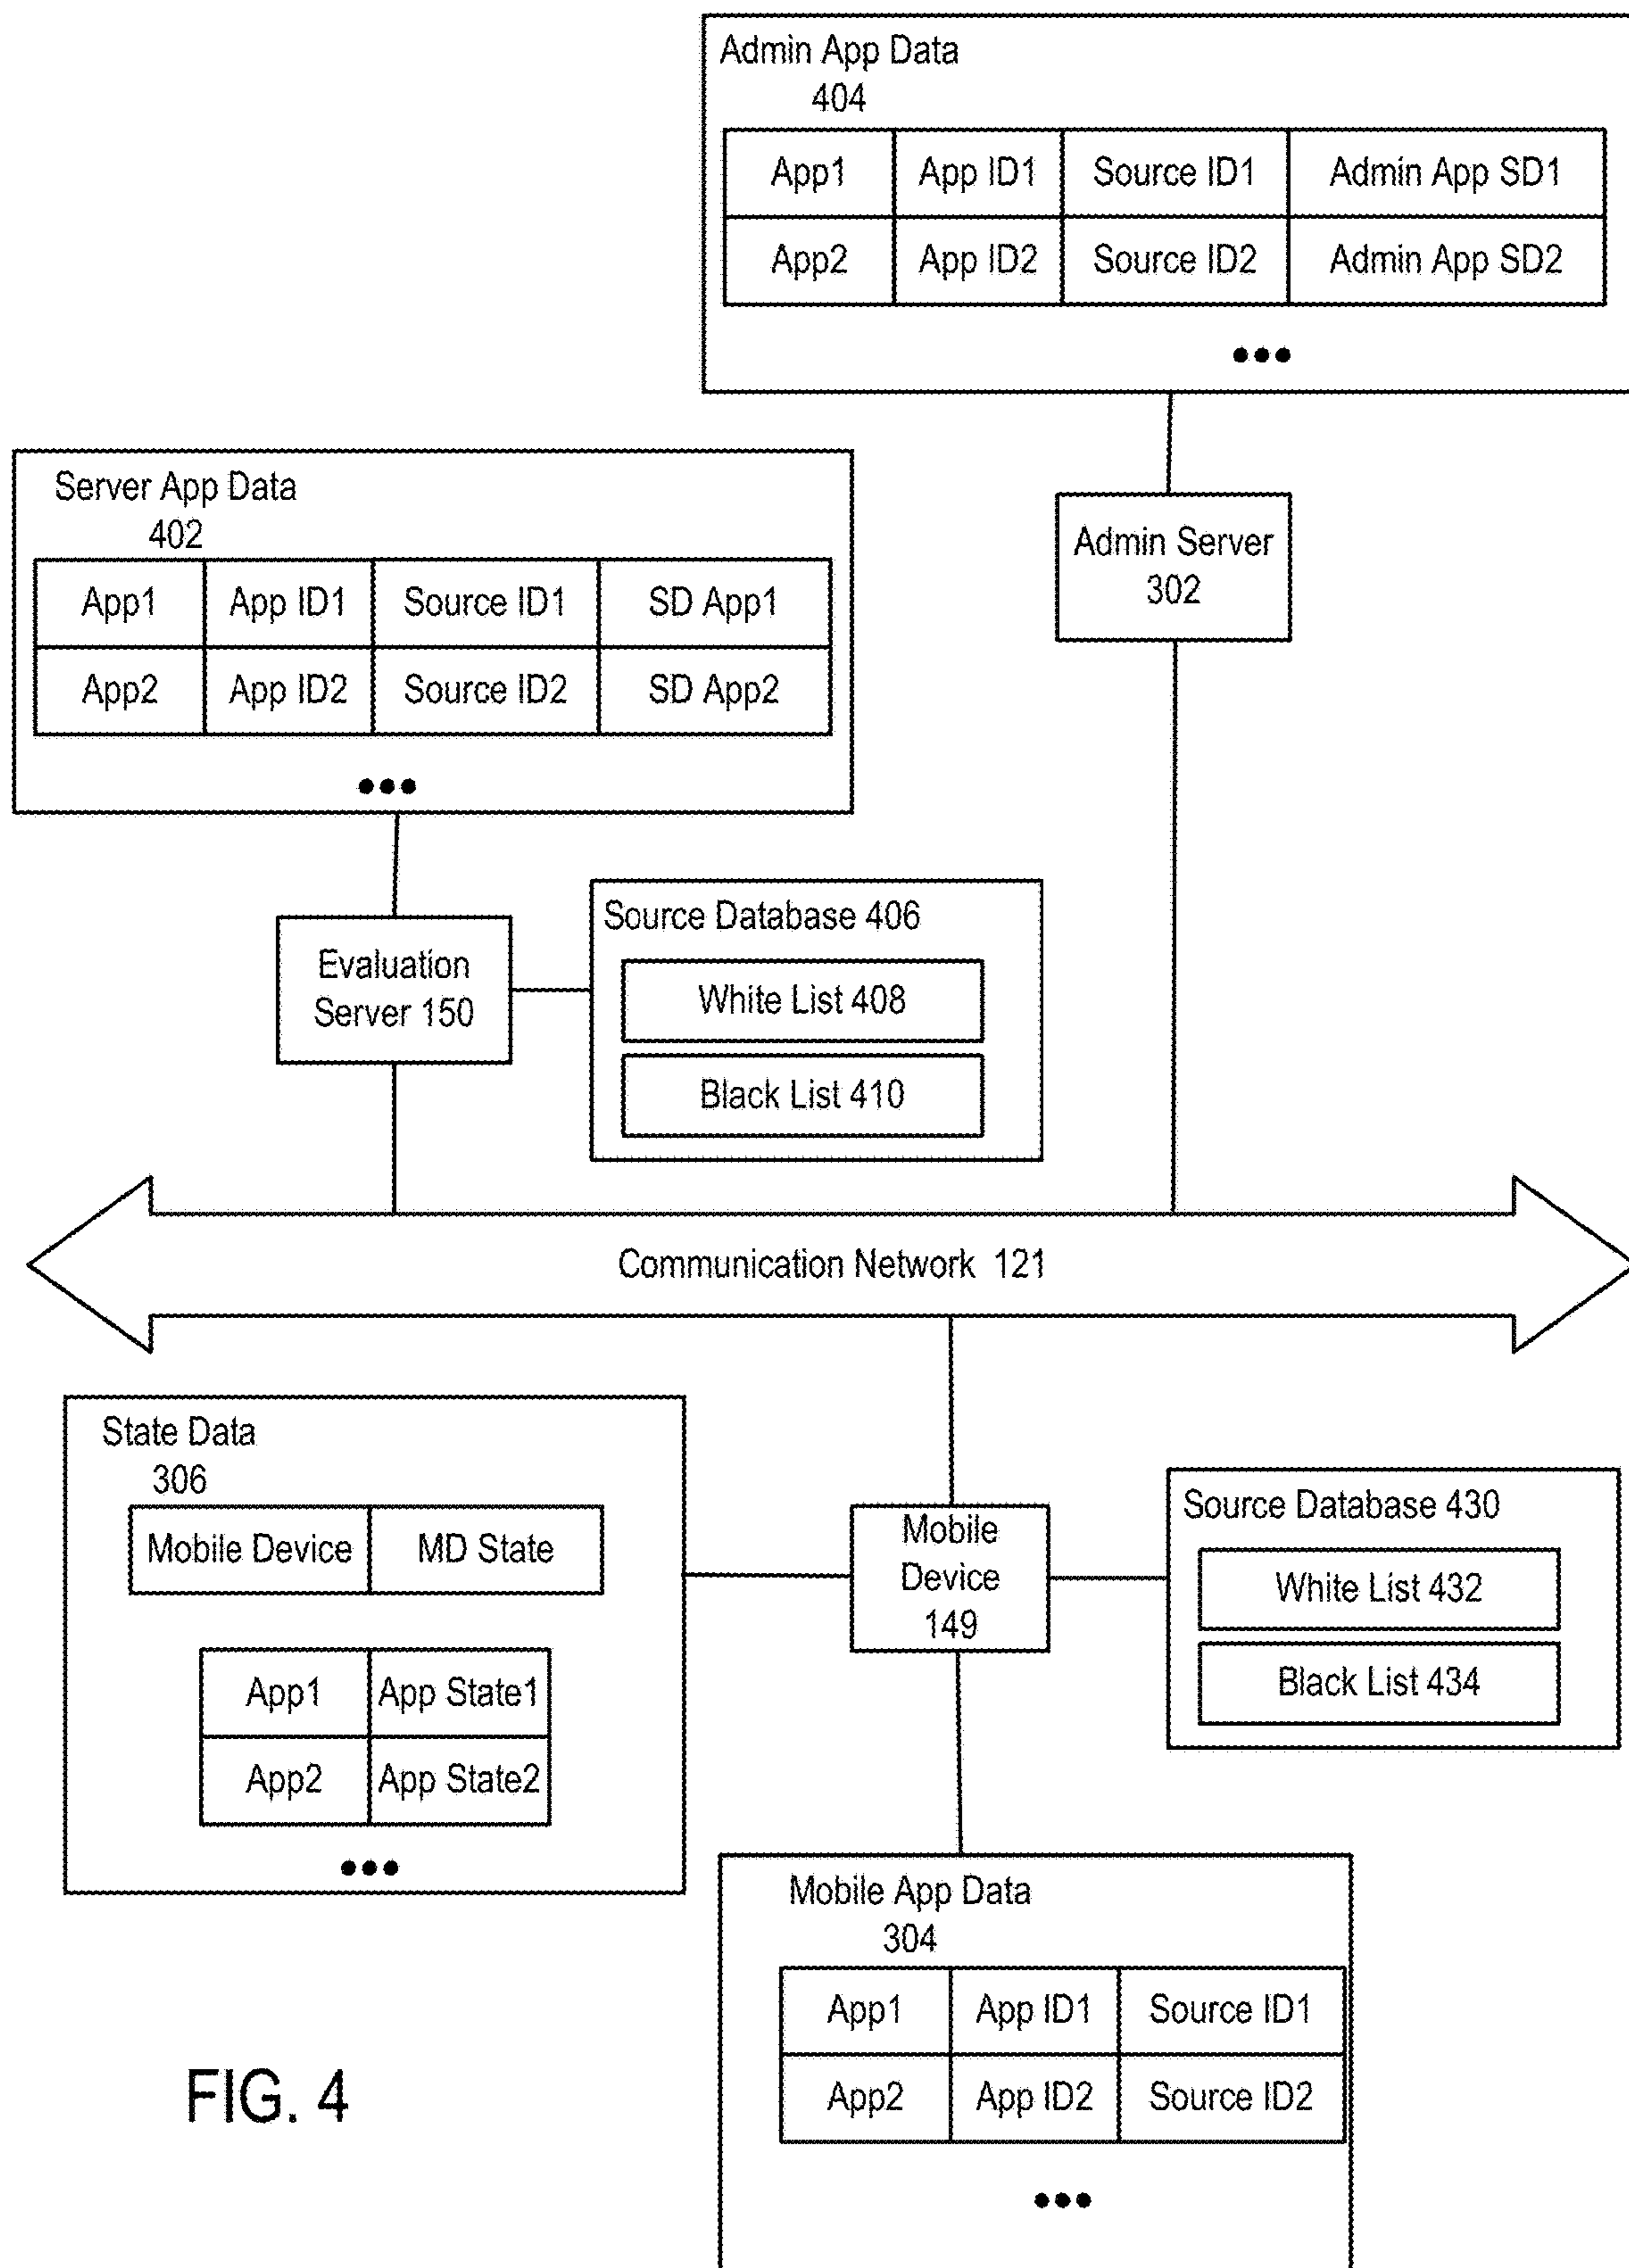 Admin App Data
404
App1 App ID1 Source ID1 Admin App SD1
App2 App ID2 Source ID2 Admin App SD2
•••
Server App Data
402
App1 App ID1 Source ID1 SD App1
App2 App ID2 Source ID2 SD App2
•••
Admin Server
302
Evaluation
Server 150
Source Database 406
White List 408
Black List 410
Communication Network 121
State Data
306
Mobile Device MD State
App1 App State1
App2 App State2
•••
Mobile
Device
149
Source Database 430
White List 432
Black List 434
Mobile App Data
304
App1 App ID1 Source ID1
App2 App ID2 Source ID2
•••
FIG. 4